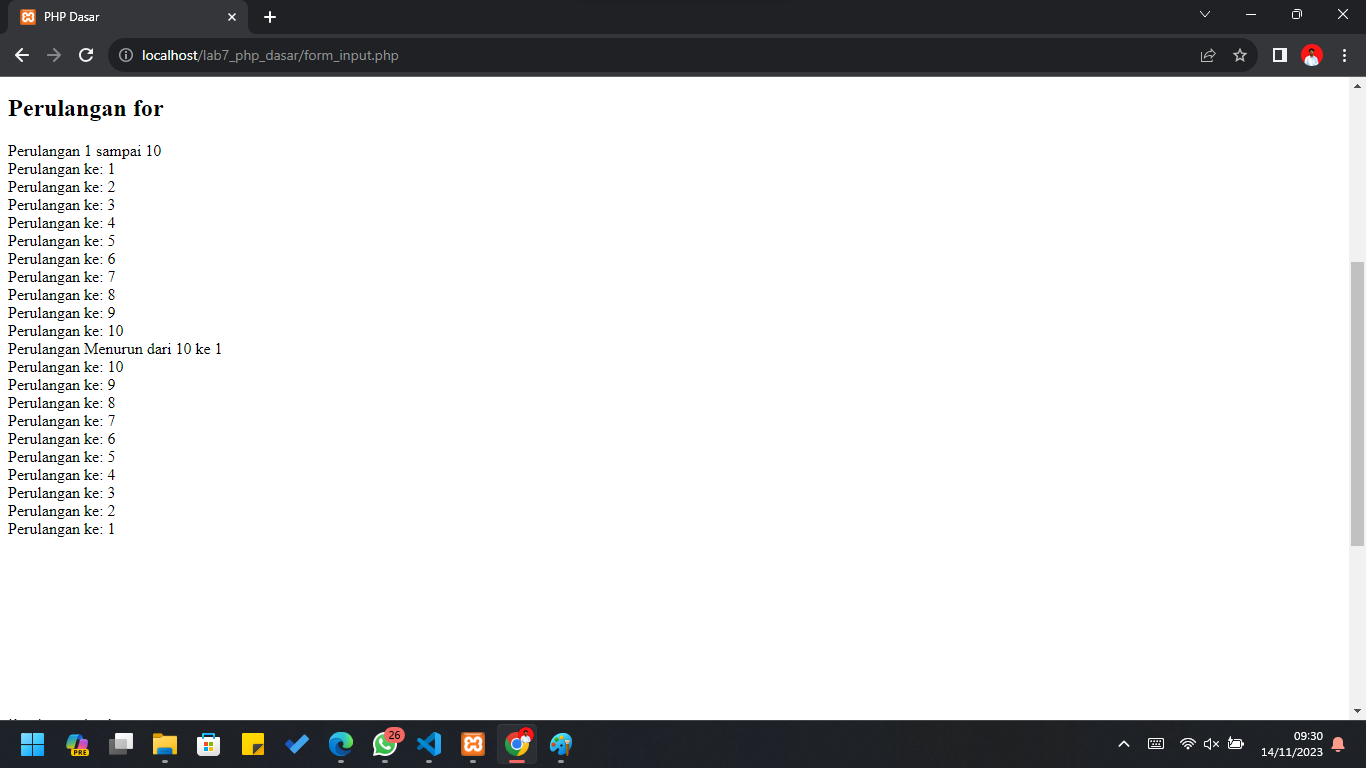 PHP Dasar
localhost/lab7_php_dasar/form_input.php
Perulangan for
Perulangan 1 sampai 10
Perulangan ke: 1
Perulangan ke: 2
Perulangan ke: 3
Perulangan ke: 4
Perulangan ke: 5
Perulangan ke: 6
Perulangan ke: 7
Perulangan ke: 8
Perulangan ke: 9
Perulangan ke: 10
Perulangan Menurun dari 10 ke 1
Perulangan ke: 10
Perulangan ke: 9
Perulangan ke: 8
Perulangan ke: 7
Perulangan ke: 6
Perulangan ke: 5
Perulangan ke: 4
Perulangan ke: 3
Perulangan ke: 2
Perulangan ke: 1
PRE
26
09:30
14/11/2023